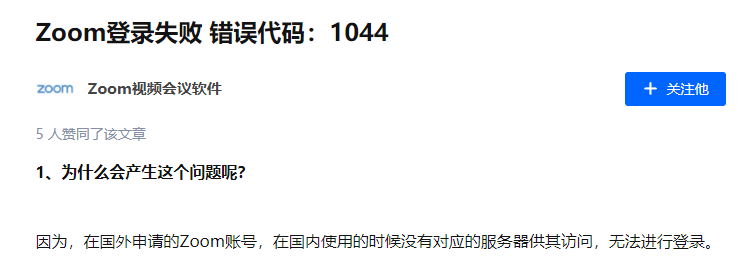 Zoom登录失败 错误代码：1044
zoom Zoom视频会议软件 + 关注他
5 人赞同了该文章
1、为什么会产生这个问题呢?
因为，在国外申请的Zoom账号，在国内使用的时候没有对应的服务器供其访问，无法进行登录。